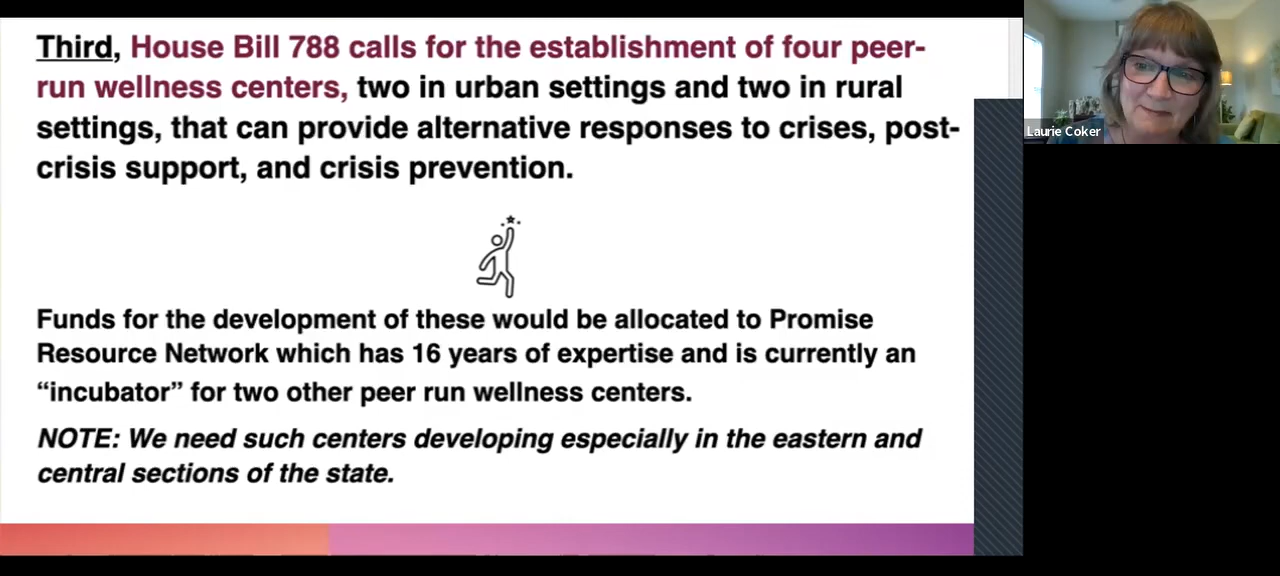 Third, House Bill 788 calls for the establishment of four peer-
run wellness centers, two in urban settings and two in rural
settings, that can provide alternative responses to crises, post-
crisis support, and crisis prevention.
Funds for the development of these would be allocated to Promise
Resource Network which has 16 years of expertise and is currently an
“incubator” for two other peer run wellness centers.
NOTE: We need such centers developing especially in the eastern and
central sections of the state.
Laurie Coker